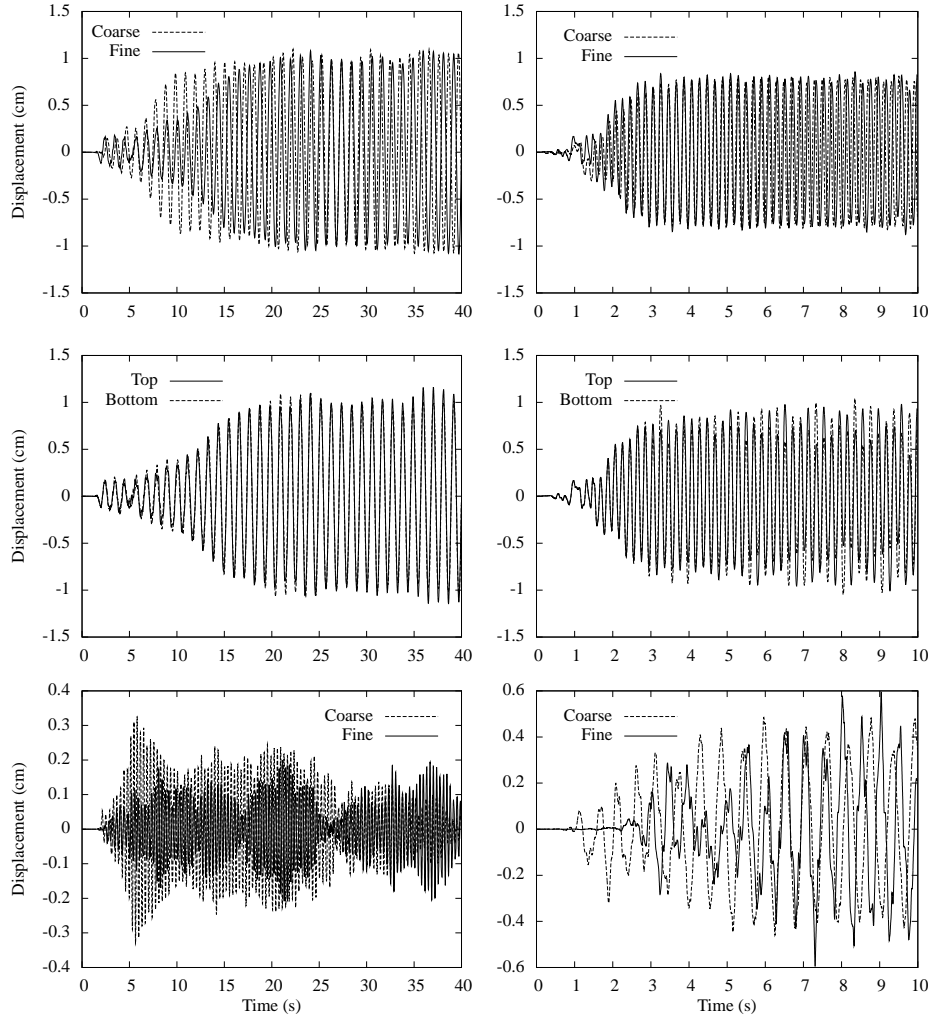 1.5
Coarse
Fine
1
0.5
0
-0.5
-1
-1.5
Displacement (cm)
0 5 10 15 20 25 30 35 40
Coarse
Fine
1.5
1
0.5
0
-0.5
-1
-1.5
0 1 2 3 4 5 6 7 8 9 10
1.5
Top
Bottom
1
0.5
0
-0.5
-1
-1.5
Displacement (cm)
0 5 10 15 20 25 30 35 40
1.5
Top
Bottom
1
0.5
0
-0.5
-1
-1.5
0 1 2 3 4 5 6 7 8 9 10
0.4
Coarse
Fine
0.3
0.2
0.1
0
-0.1
0.2
0.3
0.4
Displacement (cm)
0 5 10 15 20 25 30 35 40
Time (s)
0.6
Coarse
Fine
0.4
0.2
0
-0.2
-0.4
-0.6
0 1 2 3 4 5 6 7 8 9 10
Time (s)